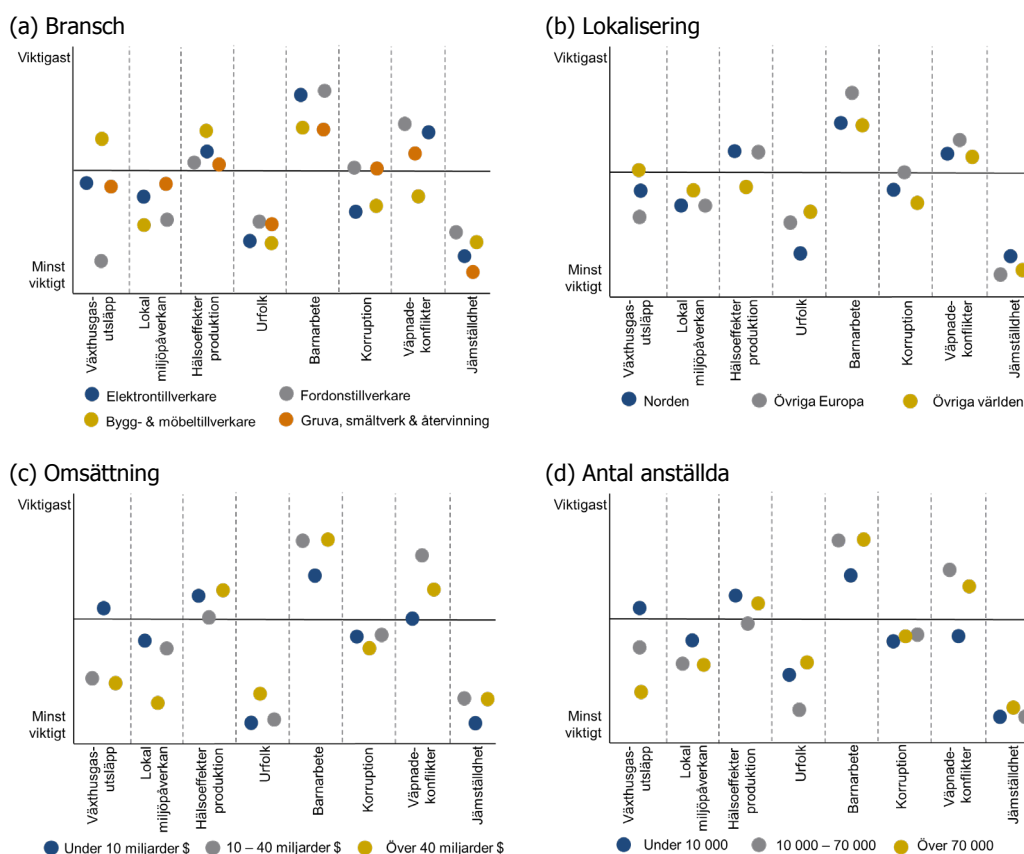 (a) Bransch
Viktigast
Minst
viktigt
Växthusgas-
utsläpp
Lokal
miljöpåverkan
Hälsoeffekter
produktion
Urfolk
Barnarbete
Korruption
Väpnade-
konflikter
Jämställdhet
Elektrontillverkare
Fordonstillverkare
Bygg- & möbeltillverkare
Gruva, smältverk & återvinning
(b) Lokalisering
Viktigast
Minst
viktigt
Växthusgas-
utsläpp
Lokal
miljöpåverkan
Hälsoeffekter
produktion
Urfolk
Barnarbete
Korruption
Väpnade-
konflikter
Jämställdhet
Norden
Övriga Europa
Övriga världen
(c) Omsättning
Viktigast
Minst
viktigt
Växthusgas-
utsläpp
Lokal
miljöpåverkan
Hälsoeffekter
produktion
Urfolk
Barnarbete
Korruption
Väpnade-
konflikter
Jämställdhet
Under 10 miljarder $
10 – 40 miljarder $
Över 40 miljarder $
(d) Antal anställda
Viktigast
Minst
viktigt
Växthusgas-
utsläpp
Lokal
miljöpåverkan
Hälsoeffekter
produktion
Urfolk
Barnarbete
Korruption
Väpnade-
konflikter
Jämställdhet
Under 10 000
10 000 – 70 000
Över 70 000